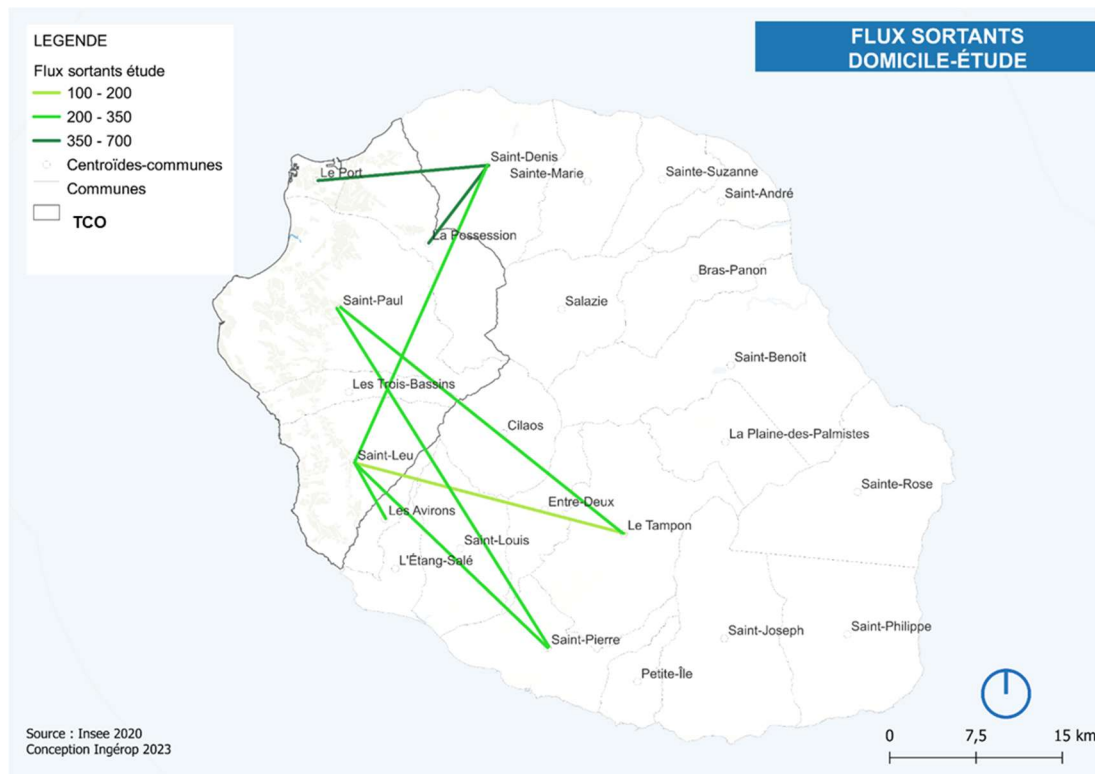 FLUX SORTANTS
DOMICILE-ÉTUDE
LEGENDE
Flux sortants étude
100 - 200
200 - 350
350 - 700
Centroïdes-communes
Communes
TCO
Saint-Denis
Le Port
Sainte-Marie
Sainte-Suzanne
Saint-André
La Possession
Bras-Panon
Saint-Paul
Salazie
Saint-Benoît
Les Trois-Bassins
Cilaos
La Plaine-des-Palmistes
Saint-Leu
Sainte-Rose
Entre-Deux
Les Avirons
Le Tampon
Saint-Louis
L'Étang-Salé
Saint-Pierre
Saint-Joseph
Saint-Philippe
Petite-Île
Source : Insee 2020
Conception Ingérop 2023
0 7,5 15 km